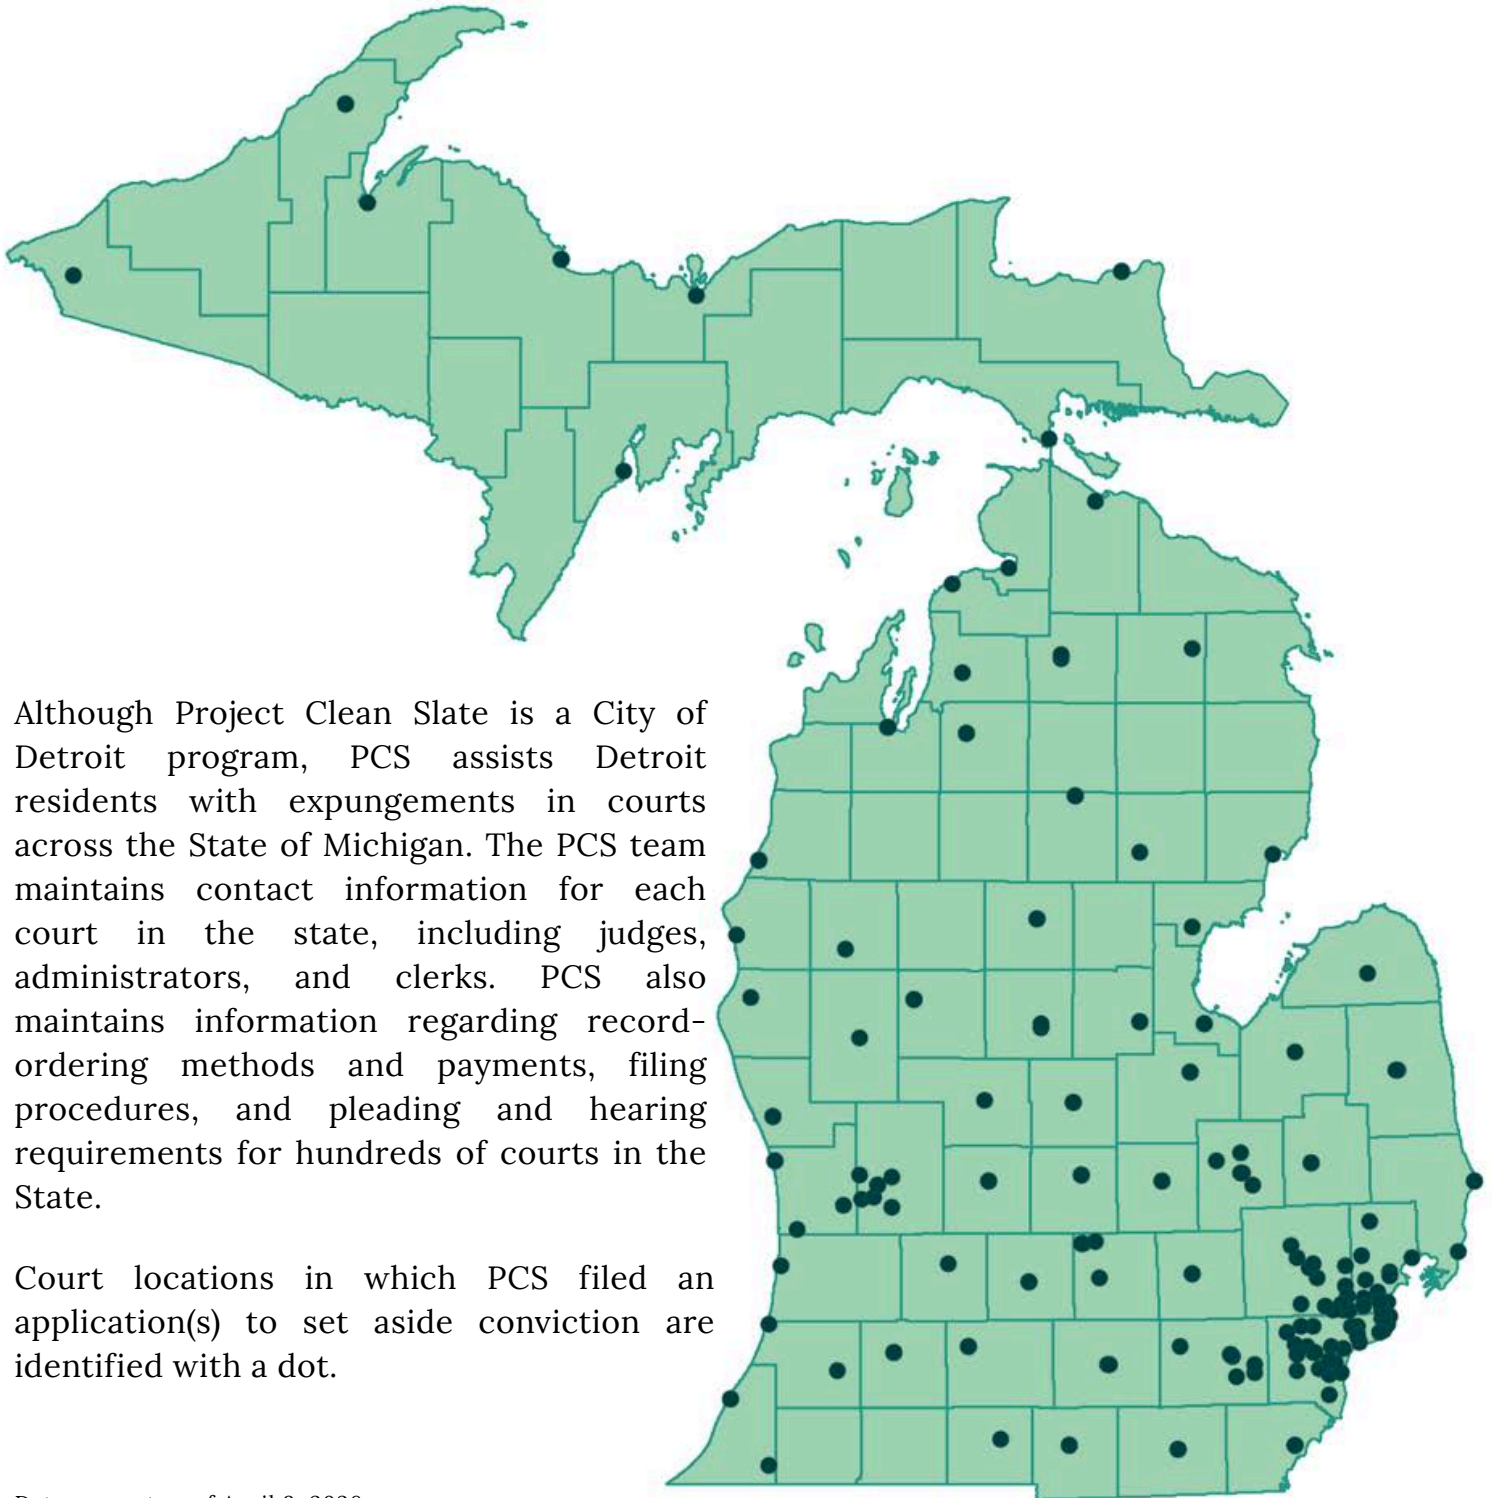 Although Project Clean Slate is a City of
Detroit program, PCS assists Detroit
residents with expungements in courts
across the State of Michigan. The PCS team
maintains contact information for each
court in the state, including judges,
administrators, and clerks. PCS also
maintains information regarding record-
ordering methods and payments, filing
procedures, and pleading and hearing
requirements for hundreds of courts in the
State.
Court locations in which PCS filed an
application(s) to set aside conviction are
identified with a dot.